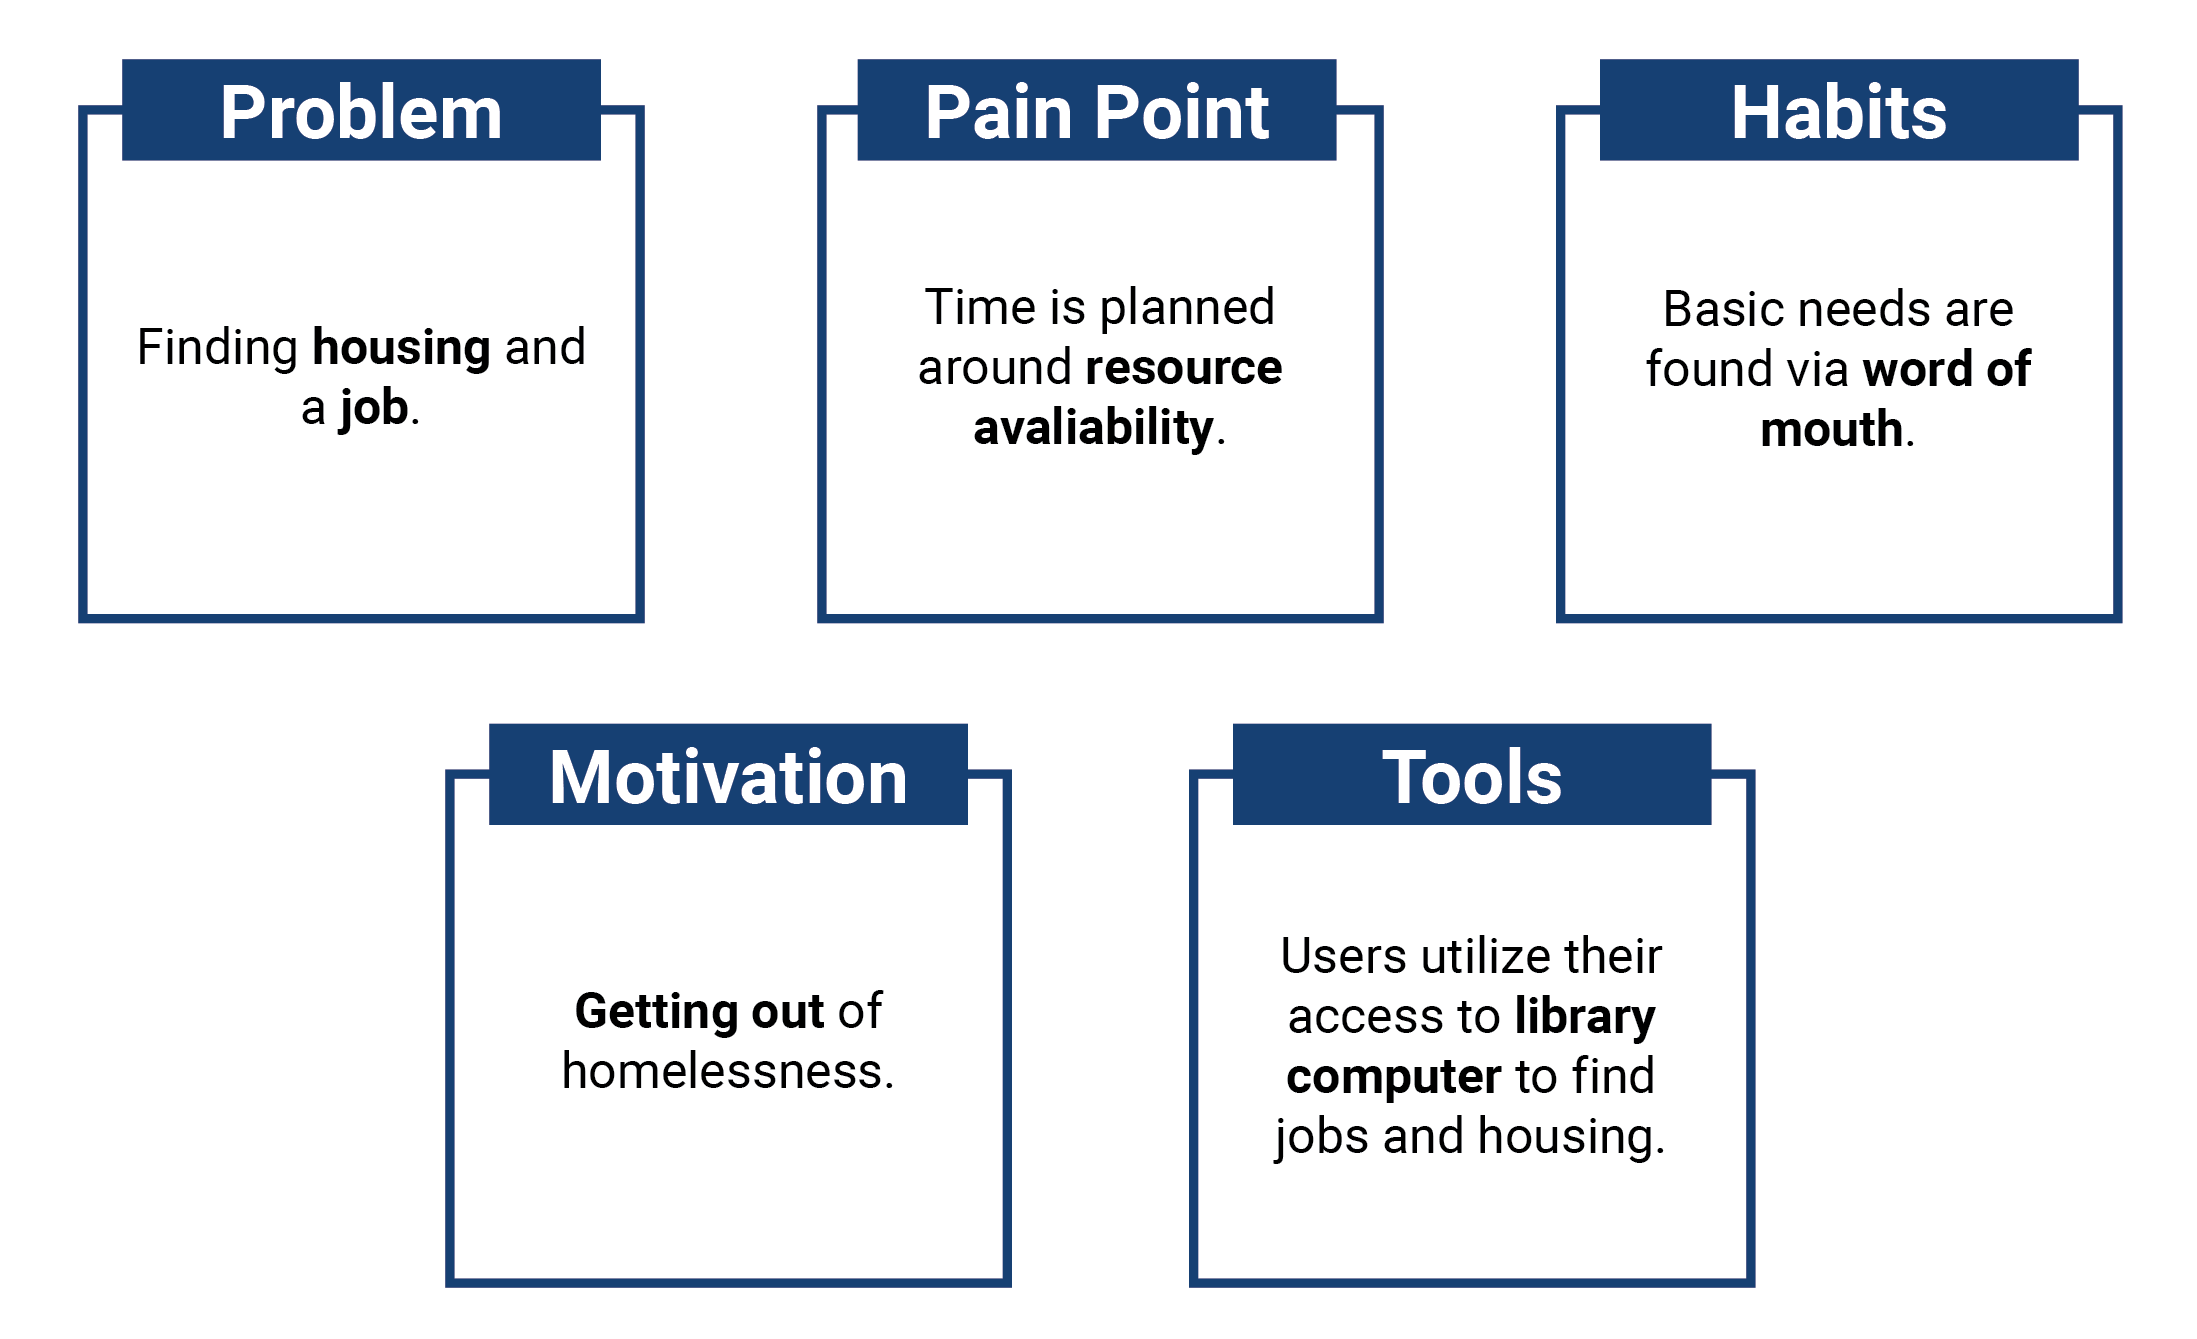 Problem
Finding housing and
a job.
Pain Point
Time is planned
around resource
avaliability.
Habits
Basic needs are
found via word of
mouth.
Motivation
Getting out of
homelessness.
Tools
Users utilize their
access to library
computer to find
jobs and housing.